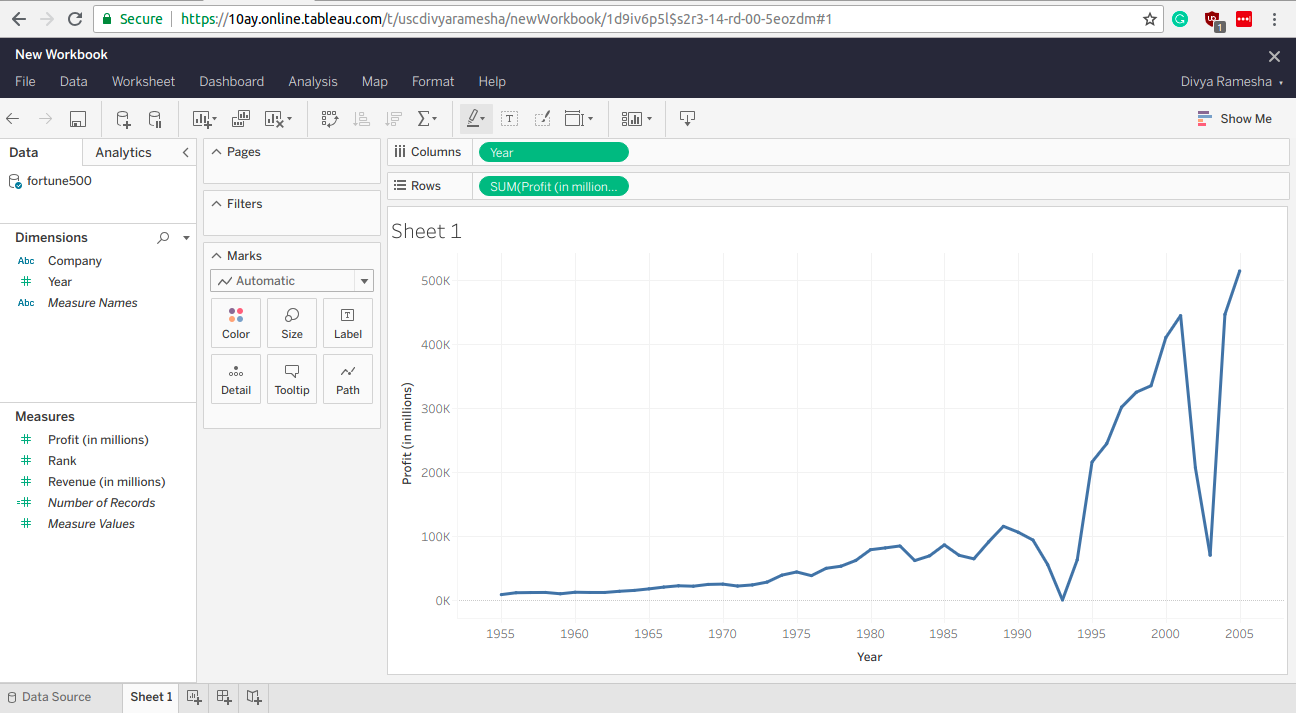 Secure https://10ay.online.tableau.com/t/uscdivyaramesha/newWorkbook/1d9iv6p5l$s2r3-14-rd-00-5eozdm#1
1
New Workbook
File Data Worksheet Dashboard Analysis Map Format Help Divya Ramesha
Show Me
Data Analytics
fortune500
Dimensions
Abc Company
Year
Abc Measure Names
Measures
Profit (in millions)
Rank
Revenue (in millions)
Number of Records
Measure Values
Pages
Filters
Marks
Automatic
Color Size Label
Detail Tooltip Path
Columns Year
Rows SUM(Profit (in million...
Sheet 1
Profit (in millions)
500K
400K
300K
200K
100K
0K
1955 1960 1965 1970 1975 1980 1985 1990 1995 2000 2005
Year
Data Source Sheet 1